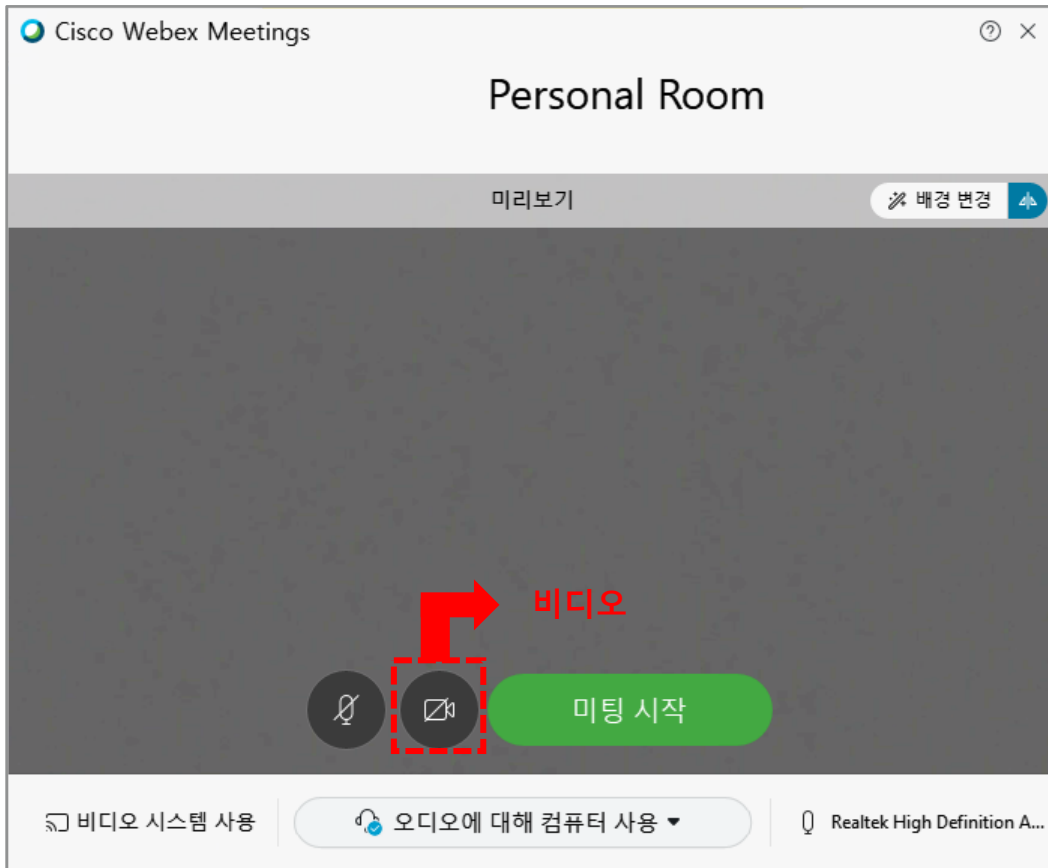 Cisco Webex Meetings
Personal Room
미리보기
배경 변경
비디오
미팅 시작
비디오 시스템 사용
오디오에 대해 컴퓨터 사용
Realtek High Definition A...